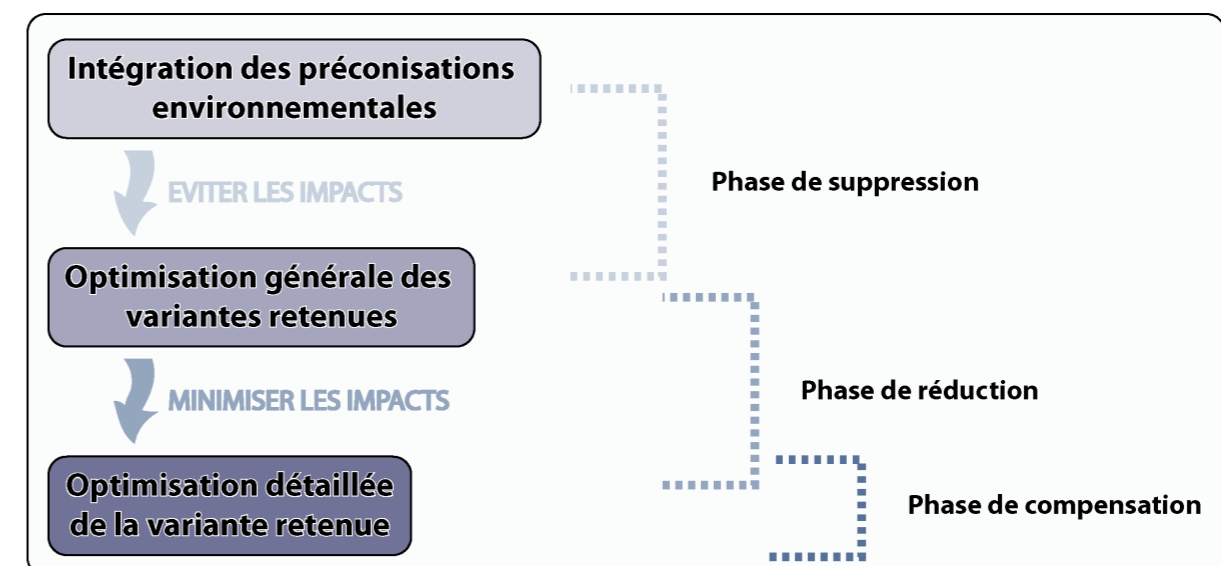 Intégration des préconisations
environnementales
EVITER LES IMPACTS
Phase de suppression
Optimisation générale des
variantes retenues
MINIMISER LES IMPACTS
Phase de réduction
Optimisation détaillée
de la variante retenue
Phase de compensation